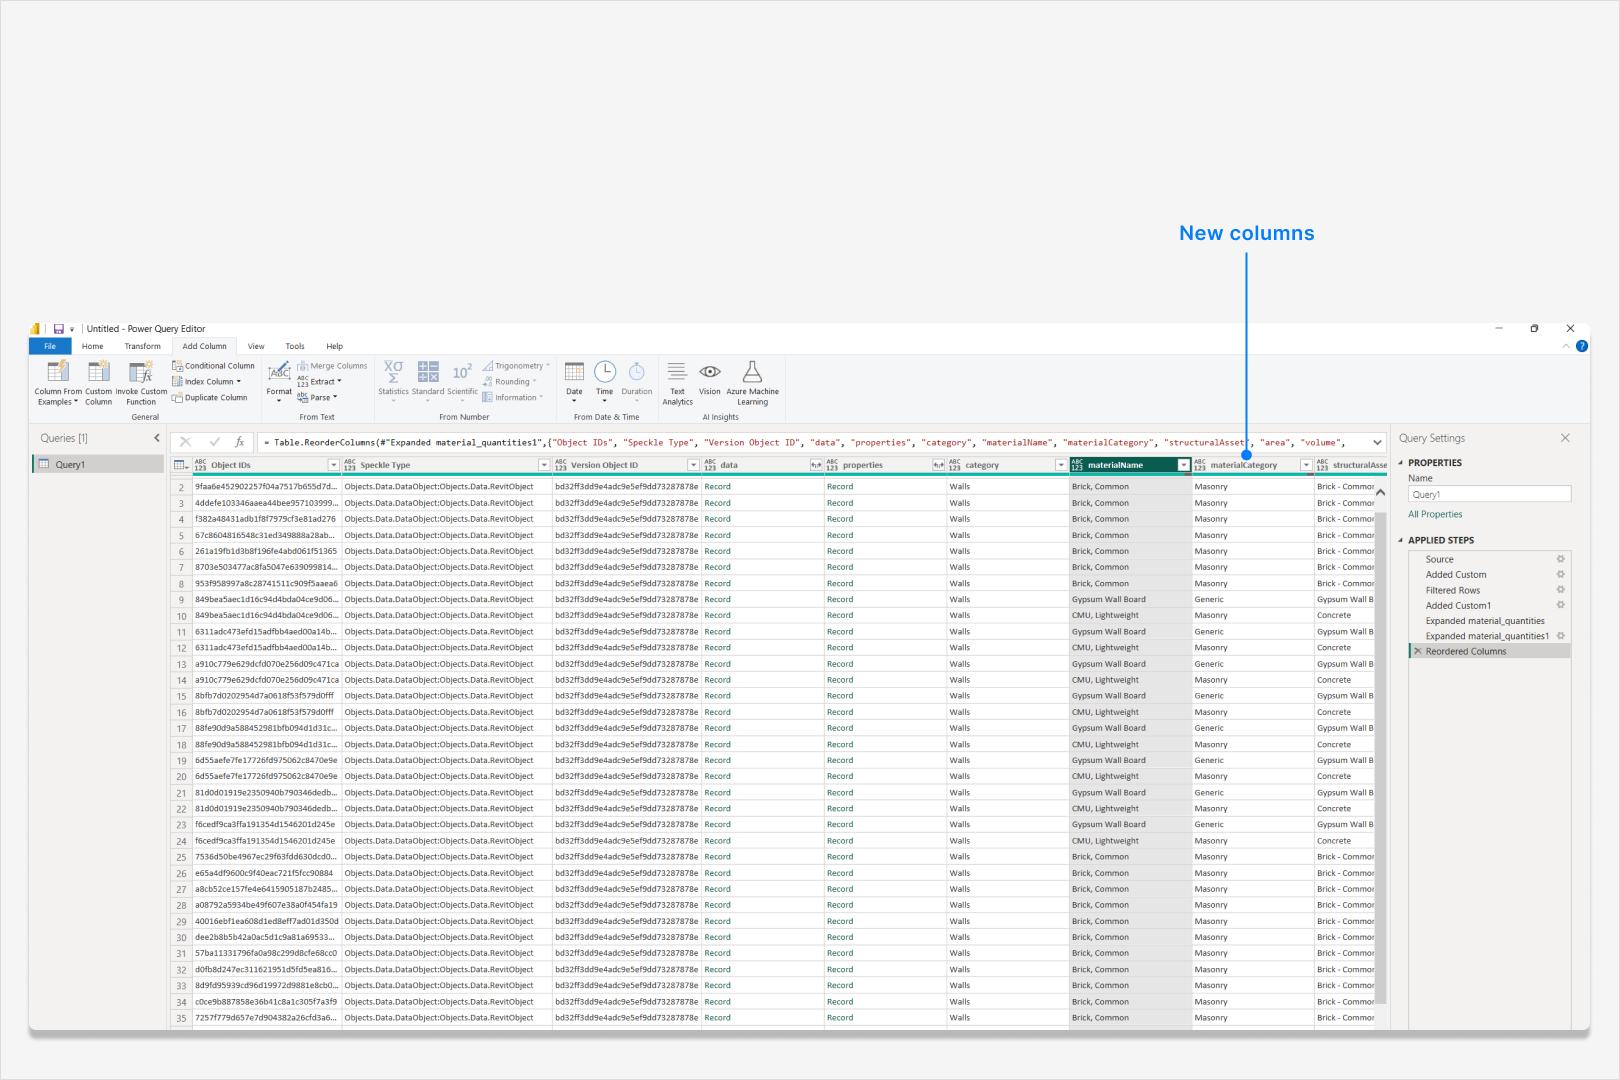 New columns
Untitled - Power Query Editor
File Home Transform Add Column View Tools Help
Column From Examples Custom Column Invoke Custom Function
Conditional Column
Index Column
Duplicate Column
General
Format
Merge Columns
Extract
Parse
From Text
Statistics Standard Scientific
Trigonometry
Rounding
Information
From Number
Date Time Duration
From Date & Time
Text Analytics Vision Azure Machine Learning
AI Insights
Queries [1]
Query1
= Table.ReorderColumns(#"Expanded material_quantities1",{"Object IDs", "Speckle Type", "Version Object ID", "data", "properties", "category", "materialName", "materialCategory", "structuralAsset", "area", "volume",
Object IDs Speckle Type Version Object ID data properties category materialName materialCategory structuralAsse
2 9faa6e452902257f04a7517b655d7d... Objects.Data.DataObject:Objects.Data.RevitObject bd32ff3dd9e4adc9e5ef9dd73287878e Record Record Walls Brick, Common Masonry Brick - Common
3 4ddefe103346aaea44bee957103999... Objects.Data.DataObject:Objects.Data.RevitObject bd32ff3dd9e4adc9e5ef9dd73287878e Record Record Walls Brick, Common Masonry Brick - Common
4 f382a48431adb1f8f7979cf3e81ad276 Objects.Data.DataObject:Objects.Data.RevitObject bd32ff3dd9e4adc9e5ef9dd73287878e Record Record Walls Brick, Common Masonry Brick - Common
5 67c8604816548c31ed349888a28ab... Objects.Data.DataObject:Objects.Data.RevitObject bd32ff3dd9e4adc9e5ef9dd73287878e Record Record Walls Brick, Common Masonry Brick - Common
6 261a19fb1d3b8f196fe4abd061f51365 Objects.Data.DataObject:Objects.Data.RevitObject bd32ff3dd9e4adc9e5ef9dd73287878e Record Record Walls Brick, Common Masonry Brick - Common
7 8703e503477ac8fa5047e639099814... Objects.Data.DataObject:Objects.Data.RevitObject bd32ff3dd9e4adc9e5ef9dd73287878e Record Record Walls Brick, Common Masonry Brick - Common
8 953f958997a8c28741511c909f5aaea6 Objects.Data.DataObject:Objects.Data.RevitObject bd32ff3dd9e4adc9e5ef9dd73287878e Record Record Walls Brick, Common Masonry Brick - Common
9 849bea5aec1d16c94d4bda04ce9d06... Objects.Data.DataObject:Objects.Data.RevitObject bd32ff3dd9e4adc9e5ef9dd73287878e Record Record Walls Gypsum Wall Board Generic Gypsum Wall B
10 849bea5aec1d16c94d4bda04ce9d06... Objects.Data.DataObject:Objects.Data.RevitObject bd32ff3dd9e4adc9e5ef9dd73287878e Record Record Walls CMU, Lightweight Masonry Concrete
11 6311adc473efd15adfbb4aed00a14b... Objects.Data.DataObject:Objects.Data.RevitObject bd32ff3dd9e4adc9e5ef9dd73287878e Record Record Walls Gypsum Wall Board Generic Gypsum Wall B
12 6311adc473efd15adfbb4aed00a14b... Objects.Data.DataObject:Objects.Data.RevitObject bd32ff3dd9e4adc9e5ef9dd73287878e Record Record Walls CMU, Lightweight Masonry Concrete
13 a910c779e629dcfd070e256d09c471ca Objects.Data.DataObject:Objects.Data.RevitObject bd32ff3dd9e4adc9e5ef9dd73287878e Record Record Walls Gypsum Wall Board Generic Gypsum Wall B
14 a910c779e629dcfd070e256d09c471ca Objects.Data.DataObject:Objects.Data.RevitObject bd32ff3dd9e4adc9e5ef9dd73287878e Record Record Walls CMU, Lightweight Masonry Concrete
15 8bfb7d0202954d7a0618f53f579d0fff Objects.Data.DataObject:Objects.Data.RevitObject bd32ff3dd9e4adc9e5ef9dd73287878e Record Record Walls Gypsum Wall Board Generic Gypsum Wall B
16 8bfb7d0202954d7a0618f53f579d0fff Objects.Data.DataObject:Objects.Data.RevitObject bd32ff3dd9e4adc9e5ef9dd73287878e Record Record Walls CMU, Lightweight Masonry Concrete
17 88fe90d9a588452981bfb094d1d31c... Objects.Data.DataObject:Objects.Data.RevitObject bd32ff3dd9e4adc9e5ef9dd73287878e Record Record Walls Gypsum Wall Board Generic Gypsum Wall B
18 88fe90d9a588452981bfb094d1d31c... Objects.Data.DataObject:Objects.Data.RevitObject bd32ff3dd9e4adc9e5ef9dd73287878e Record Record Walls CMU, Lightweight Masonry Concrete
19 6d55aefe7fe17726fd975062c8470e9e Objects.Data.DataObject:Objects.Data.RevitObject bd32ff3dd9e4adc9e5ef9dd73287878e Record Record Walls Gypsum Wall Board Generic Gypsum Wall B
20 6d55aefe7fe17726fd975062c8470e9e Objects.Data.DataObject:Objects.Data.RevitObject bd32ff3dd9e4adc9e5ef9dd73287878e Record Record Walls CMU, Lightweight Masonry Concrete
21 81d0d01919e2350940b790346dedb... Objects.Data.DataObject:Objects.Data.RevitObject bd32ff3dd9e4adc9e5ef9dd73287878e Record Record Walls Gypsum Wall Board Generic Gypsum Wall B
22 81d0d01919e2350940b790346dedb... Objects.Data.DataObject:Objects.Data.RevitObject bd32ff3dd9e4adc9e5ef9dd73287878e Record Record Walls CMU, Lightweight Masonry Concrete
23 f6cedf9ca3ffa191354d1546201d245e Objects.Data.DataObject:Objects.Data.RevitObject bd32ff3dd9e4adc9e5ef9dd73287878e Record Record Walls Gypsum Wall Board Generic Gypsum Wall B
24 f6cedf9ca3ffa191354d1546201d245e Objects.Data.DataObject:Objects.Data.RevitObject bd32ff3dd9e4adc9e5ef9dd73287878e Record Record Walls CMU, Lightweight Masonry Concrete
25 7536d50be4967ec29f63fdd630dcd0... Objects.Data.DataObject:Objects.Data.RevitObject bd32ff3dd9e4adc9e5ef9dd73287878e Record Record Walls Brick, Common Masonry Brick - Common
26 e65a4df9600c9f40eac721f5fcc90884 Objects.Data.DataObject:Objects.Data.RevitObject bd32ff3dd9e4adc9e5ef9dd73287878e Record Record Walls Brick, Common Masonry Brick - Common
27 a8cb52ce157fe4e6415905187b2485... Objects.Data.DataObject:Objects.Data.RevitObject bd32ff3dd9e4adc9e5ef9dd73287878e Record Record Walls Brick, Common Masonry Brick - Common
28 a08792a5934be49f607e38a0f454fa19 Objects.Data.DataObject:Objects.Data.RevitObject bd32ff3dd9e4adc9e5ef9dd73287878e Record Record Walls Brick, Common Masonry Brick - Common
29 40016ebf1ea608d1ed8eff7ad01d350d Objects.Data.DataObject:Objects.Data.RevitObject bd32ff3dd9e4adc9e5ef9dd73287878e Record Record Walls Brick, Common Masonry Brick - Common
30 dee2b8b5b42a0ac5d1c9a81a69533... Objects.Data.DataObject:Objects.Data.RevitObject bd32ff3dd9e4adc9e5ef9dd73287878e Record Record Walls Brick, Common Masonry Brick - Common
31 57ba11331796fa0a98c299d8cfe68cc0 Objects.Data.DataObject:Objects.Data.RevitObject bd32ff3dd9e4adc9e5ef9dd73287878e Record Record Walls Brick, Common Masonry Brick - Common
32 d0fb8d247ec311621951d5fd5ea816... Objects.Data.DataObject:Objects.Data.RevitObject bd32ff3dd9e4adc9e5ef9dd73287878e Record Record Walls Brick, Common Masonry Brick - Common
33 8d9fd95939cd96d19972d9881e8cb0... Objects.Data.DataObject:Objects.Data.RevitObject bd32ff3dd9e4adc9e5ef9dd73287878e Record Record Walls Brick, Common Masonry Brick - Common
34 c0ce9b887858e36b41c8a1c305f7a3f9 Objects.Data.DataObject:Objects.Data.RevitObject bd32ff3dd9e4adc9e5ef9dd73287878e Record Record Walls Brick, Common Masonry Brick - Common
35 7257f779d657e7d904382a26cfd3a6... Objects.Data.DataObject:Objects.Data.RevitObject bd32ff3dd9e4adc9e5ef9dd73287878e Record Record Walls Brick, Common Masonry Brick - Common
Query Settings
PROPERTIES
Name
Query1
All Properties
APPLIED STEPS
Source
Added Custom
Filtered Rows
Added Custom1
Expanded material_quantities
Expanded material_quantities1
Reordered Columns